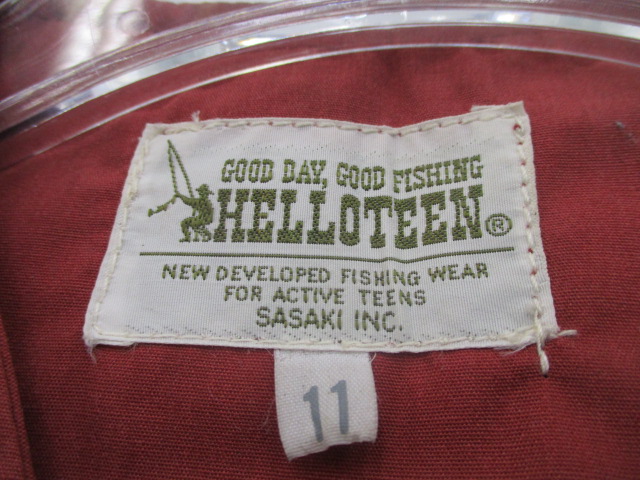 GOOD DAY, GOOD FISHING
HELLOTEEN®
NEW DEVELOPED FISHING WEAR
FOR ACTIVE TEENS
SASAKI INC.
11